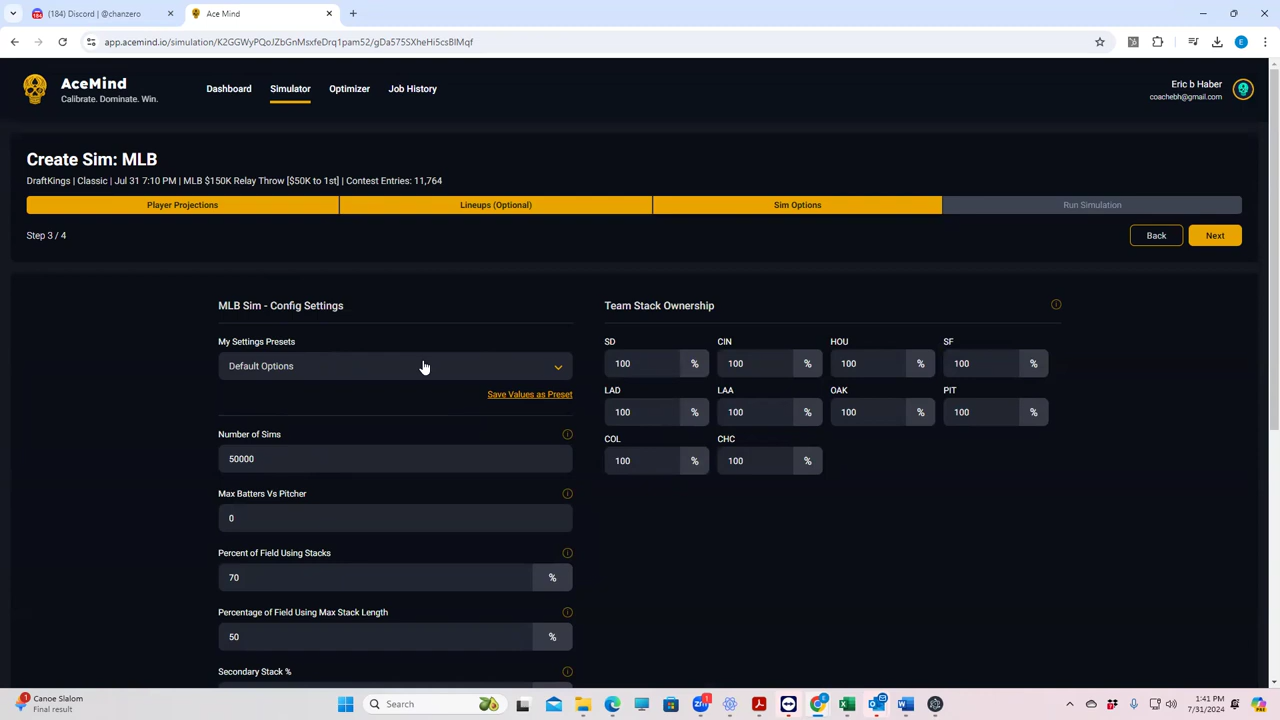 (184) Discord | @chanzero
Ace Mind
app.acemind.io/simulation/K2GGWyPQoJZbGnMsxfeDrq1pam52/gDa575SXheHi5csBlMqf
AceMind
Calibrate. Dominate. Win.
Dashboard
Simulator
Optimizer
Job History
Eric b Haber
coachebh@gmail.com
Create Sim: MLB
DraftKings | Classic | Jul 31 7:10 PM | MLB $150K Relay Throw [$50K to 1st] | Contest Entries: 11,764
Player Projections
Lineups (Optional)
Sim Options
Run Simulation
Step 3 / 4
Back
Next
MLB Sim - Config Settings
My Settings Presets
Default Options
Save Values as Preset
Number of Sims
50000
Max Batters Vs Pitcher
0
Percent of Field Using Stacks
70 %
Percentage of Field Using Max Stack Length
50 %
Secondary Stack %
Team Stack Ownership
SD CIN HOU SF
100 % 100 % 100 % 100 %
LAD LAA OAK PIT
100 % 100 % 100 % 100 %
COL CHC
100 % 100 %
Canoe Slalom
Final result
Search
1:41 PM
7/31/2024